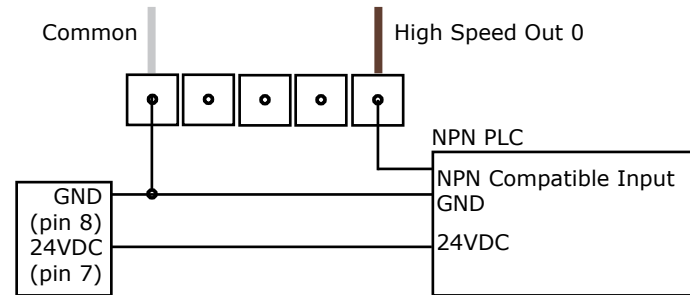 Common
High Speed Out 0
NPN PLC
NPN Compatible Input
GND
24VDC
GND
(pin 8)
24VDC
(pin 7)